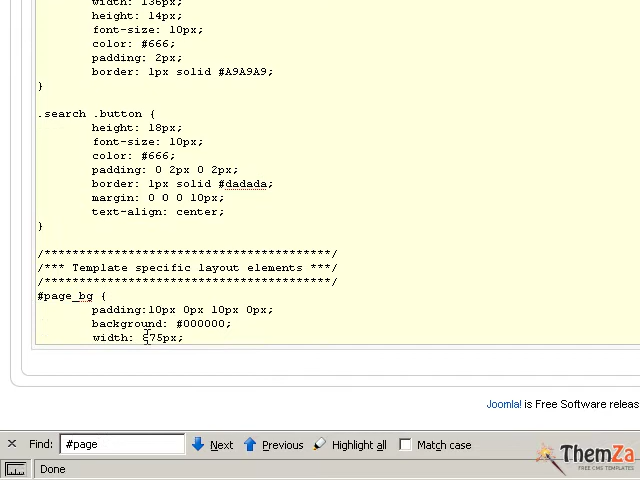 width: 136px;
height: 14px;
font-size: 10px;
color: #666;
padding: 2px;
border: 1px solid #A9A9A9;
}
.search .button {
height: 18px;
font-size: 10px;
color: #666;
padding: 0 2px 0 2px;
border: 1px solid #dadada;
margin: 0 0 0 10px;
text-align: center;
}
/*****************************************/
/*** Template specific layout elements ***/
/*****************************************/
#page_bg {
padding:10px 0px 10px 0px;
background: #000000;
width: 
Joomla! is Free Software releas
Find: #page Next Previous Highlight all Match case
Done
ThemZa
FREE CMS TEMPLATES